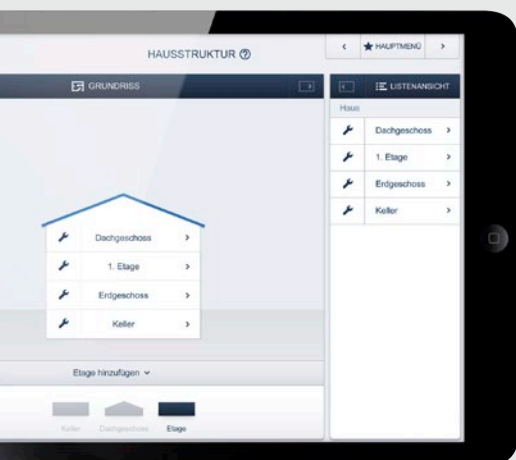 HAUSSTRUKTUR ?
HAUPTMENÜ
GRUNDRISS
LISTENANSICHT
Haus
Dachgeschoss
1. Etage
Erdgeschoss
Keller
Dachgeschoss
1. Etage
Erdgeschoss
Keller
Etage hinzufügen
Keller
Dachgeschoss
Etage